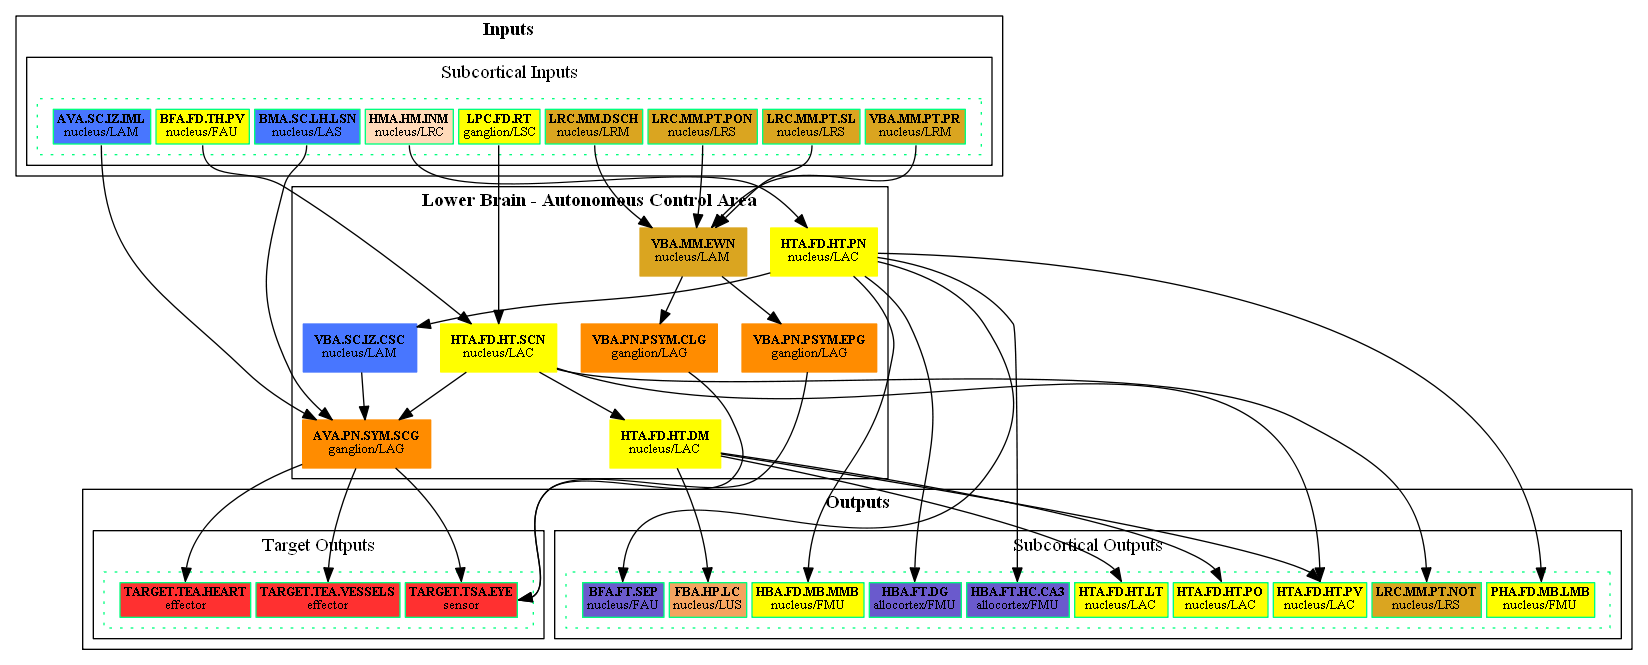 Inputs
Subcortical Inputs
AVA.SC.IZ.IML
nucleus/LAM
BFA.FD.TH.PV
nucleus/FAU
BMA.SC.LH.LSN
nucleus/LAS
HMA.HM.INM
nucleus/LRC
LPC.FD.RT
ganglion/LSC
LRC.MM.DSCH
nucleus/LRM
LRC.MM.PT.PON
nucleus/LRS
LRC.MM.PT.SL
nucleus/LRS
VBA.MM.PT.PR
nucleus/LRM
Lower Brain - Autonomous Control Area
VBA.MM.EWN
nucleus/LAM
HTA.FD.HT.PN
nucleus/LAC
VBA.SC.IZ.CSC
nucleus/LAM
HTA.FD.HT.SCN
nucleus/LAC
VBA.PN.PSYM.CLG
ganglion/LAG
VBA.PN.PSYM.EPG
ganglion/LAG
AVA.PN.SYM.SCG
ganglion/LAG
HTA.FD.HT.DM
nucleus/LAC
Outputs
Target Outputs
TARGET.TEA.HEART
effector
TARGET.TEA.VESSELS
effector
TARGET.TSA.EYE
sensor
Subcortical Outputs
BFA.FT.SEP
nucleus/FAU
FBA.HP.LC
nucleus/LUS
HBA.FD.MB.MMB
nucleus/FMU
HBA.FT.DG
allocortex/FMU
HBA.FT.HC.CA3
allocortex/FMU
HTA.FD.HT.LT
nucleus/LAC
HTA.FD.HT.PO
nucleus/LAC
HTA.FD.HT.PV
nucleus/LAC
LRC.MM.PT.NOT
nucleus/LRS
PHA.FD.MB.LMB
nucleus/FMU